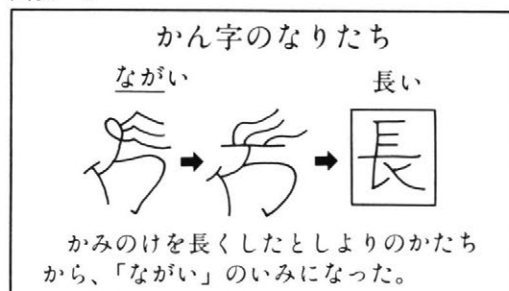 かん字のなりたち
ながい
長い
長
かみのけを長くしたとしよりのかたち
から、「ながい」のいみになった。